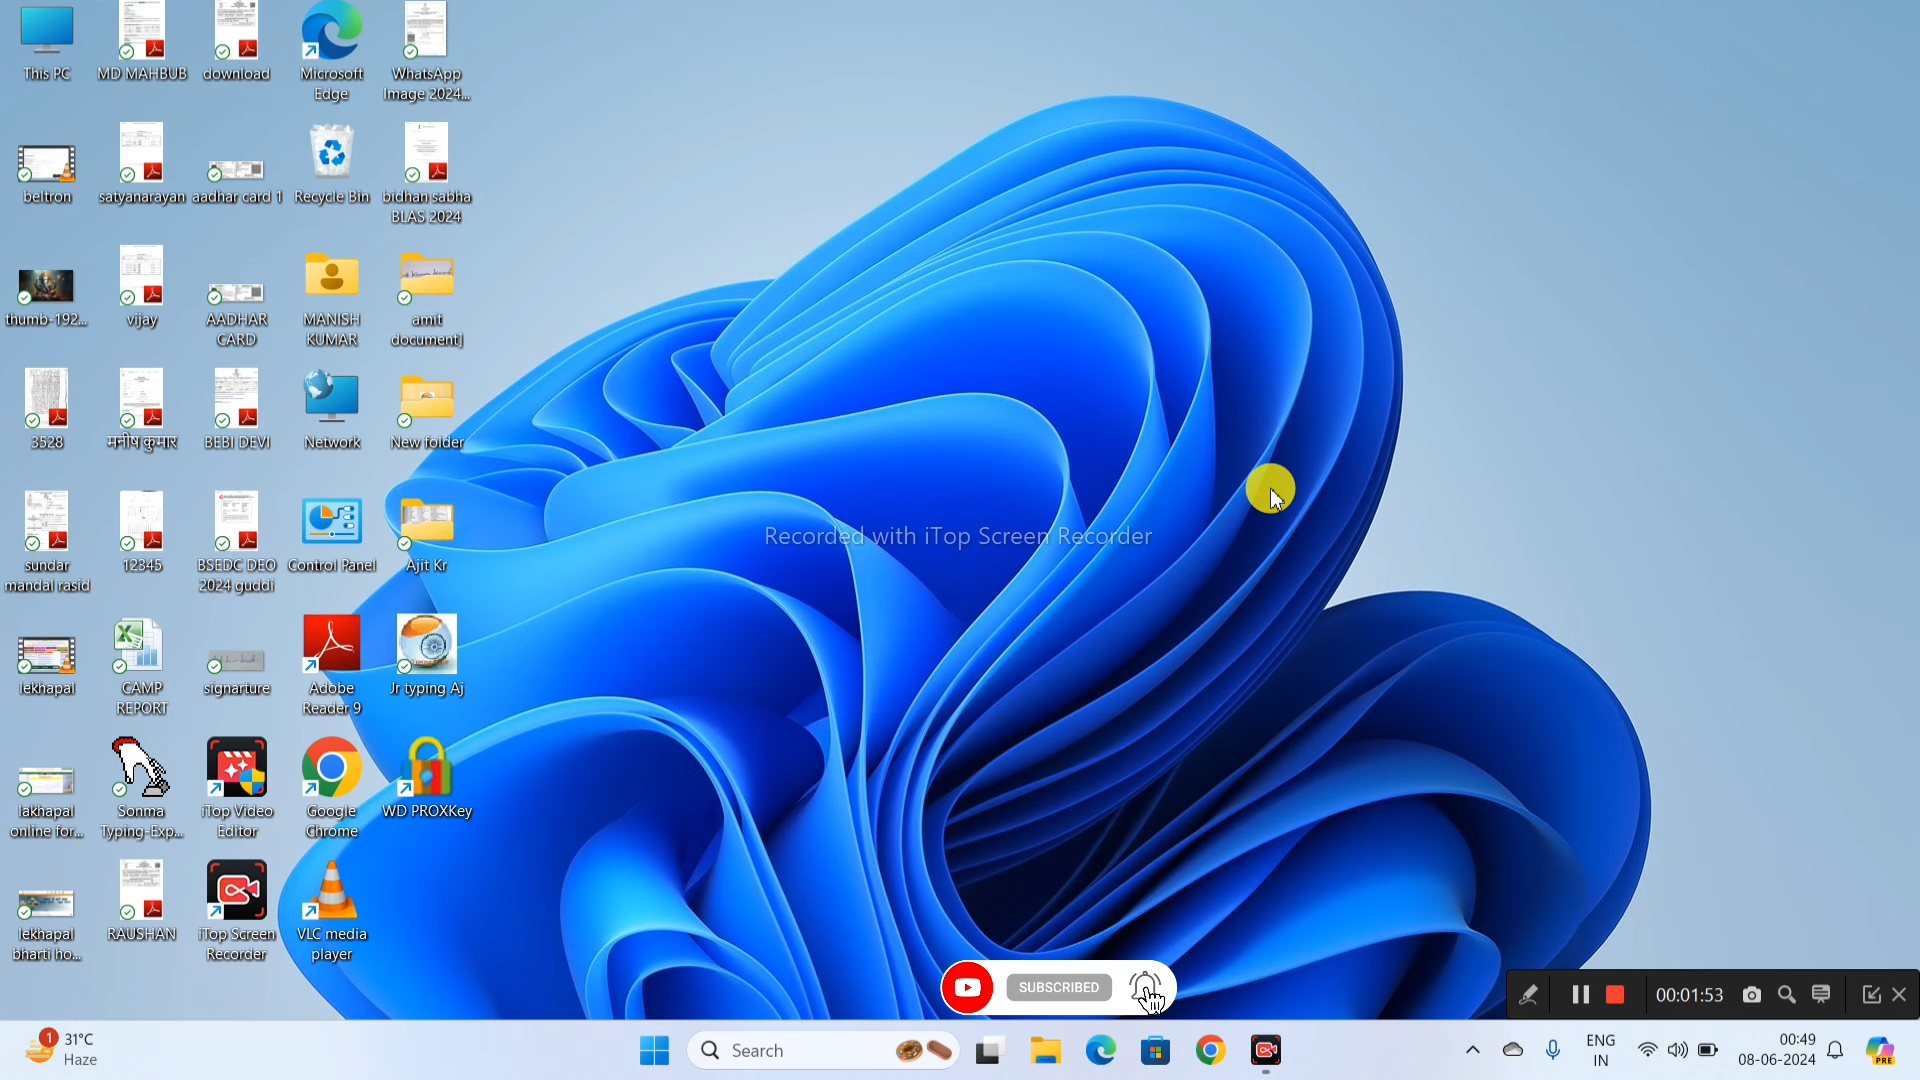 This PC
MD MAHBUB
download
Microsoft
Edge
WhatsApp
Image 2024...
beltron
satyanarayan
aadhar card 1
Recycle Bin
bidhan sabha
BLAS 2024
thumb-192...
vijay
AADHAR
CARD
MANISH
KUMAR
amit
document]
3528
मनीष कुमार
BEBI DEVI
Network
New folder
sundar
mandal rasid
12345
BSEDC DEO
2024 guddi
Control Panel
Ajit Kr
Recorded with iTop Screen Recorder
lekhapal
CAMP
REPORT
signarture
Adobe
Reader 9
Jr typing Aj
lakhapal
online for...
Sonma
Typing-Exp...
iTop Video
Editor
Google
Chrome
WD PROXKey
lekhapal
bharti ho...
RAUSHAN
iTop Screen
Recorder
VLC media
player
SUBSCRIBED
00:01:53
1
31°C
Haze
Search
ENG
IN
00:49
08-06-2024
PRE